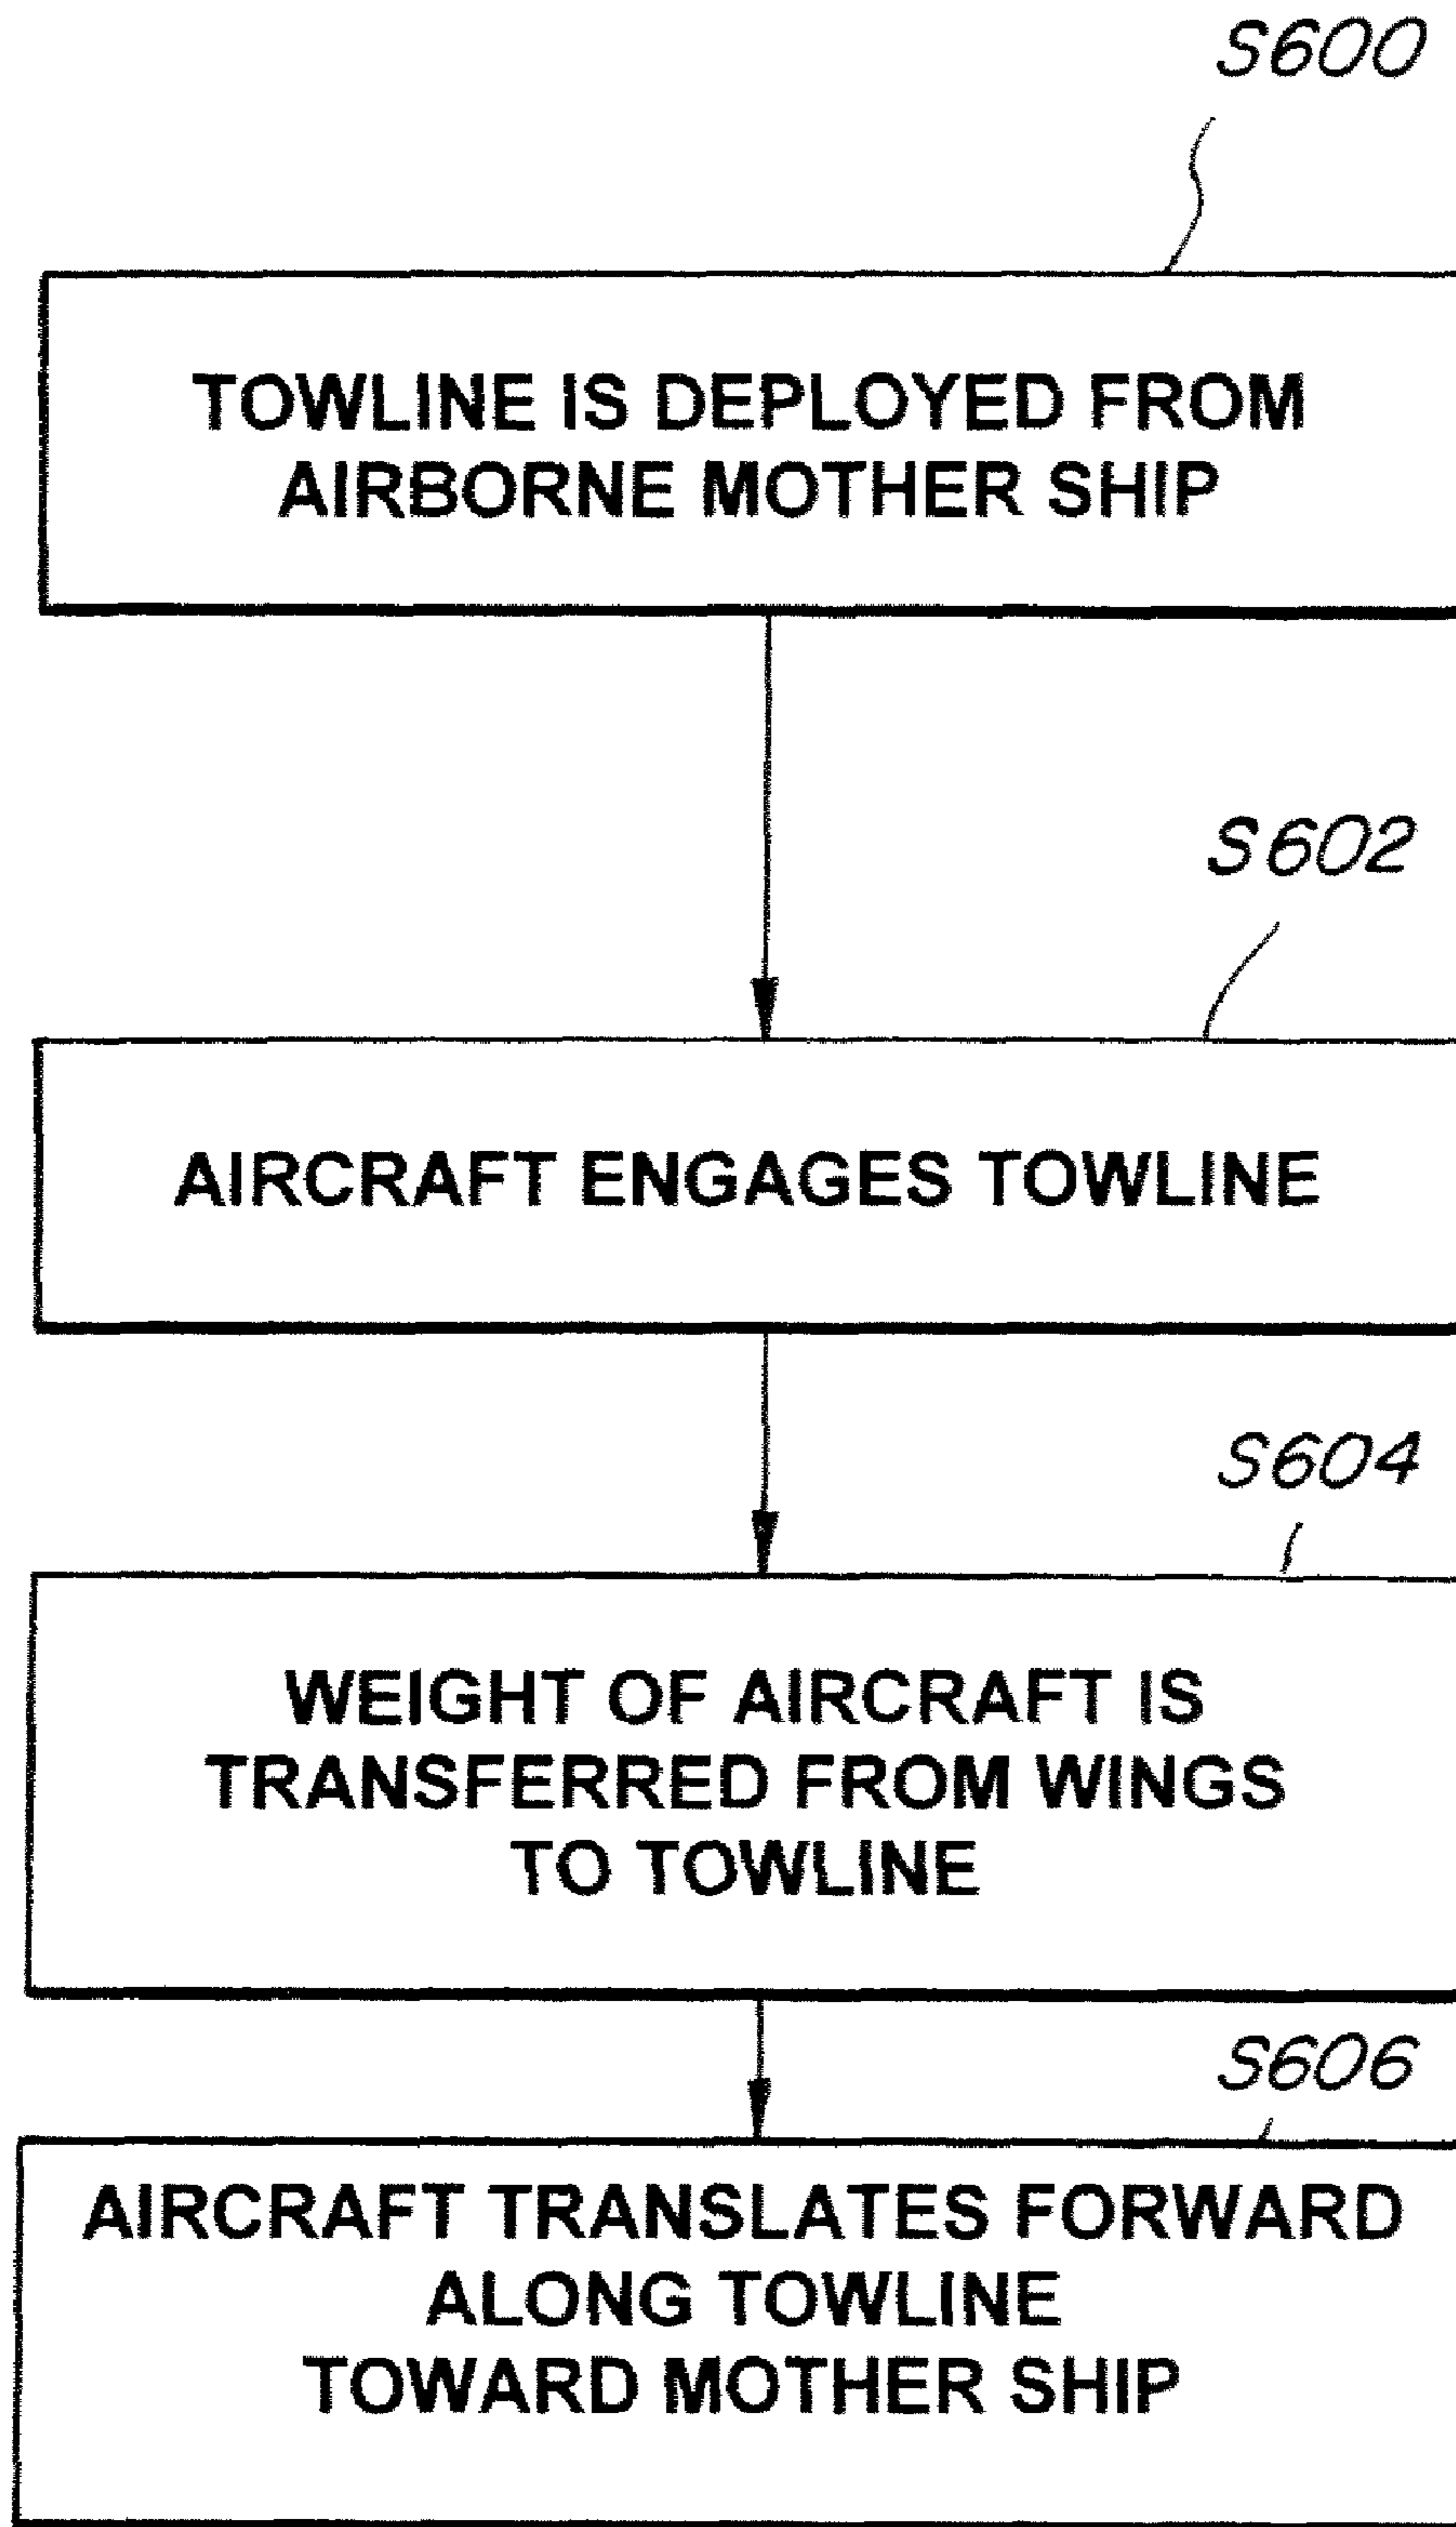 S600
TOWLINE IS DEPLOYED FROM
AIRBORNE MOTHER SHIP
S602
AIRCRAFT ENGAGES TOWLINE
S604
WEIGHT OF AIRCRAFT IS
TRANSFERRED FROM WINGS
TO TOWLINE
S606
AIRCRAFT TRANSLATES FORWARD
ALONG TOWLINE
TOWARD MOTHER SHIP